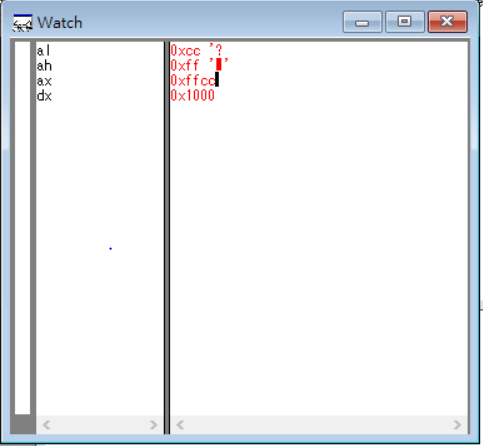 Watch
al 0xcc '?
ah 0xff '▮'
ax 0xffcc
dx 0x1000